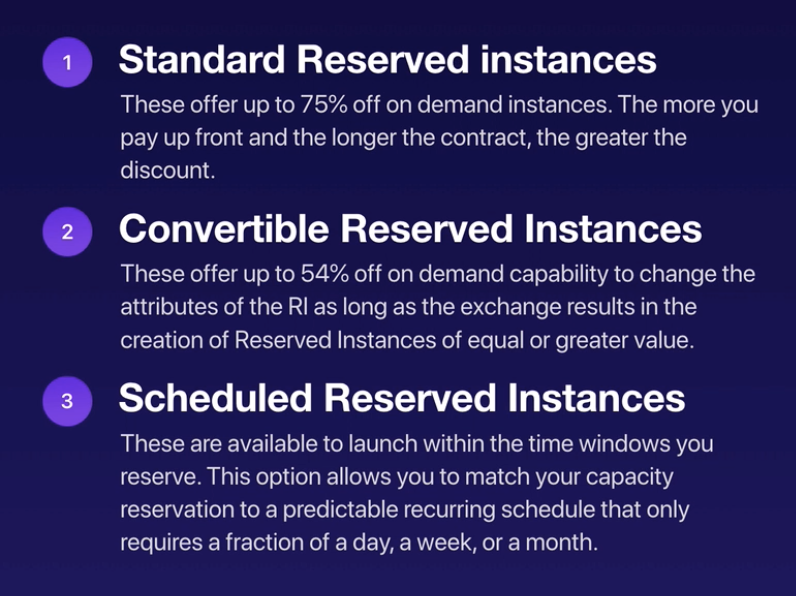 1
Standard Reserved instances
These offer up to 75% off on demand instances. The more you
pay up front and the longer the contract, the greater the
discount.
2
Convertible Reserved Instances
These offer up to 54% off on demand capability to change the
attributes of the RI as long as the exchange results in the
creation of Reserved Instances of equal or greater value.
3
Scheduled Reserved Instances
These are available to launch within the time windows you
reserve. This option allows you to match your capacity
reservation to a predictable recurring schedule that only
requires a fraction of a day, a week, or a month.